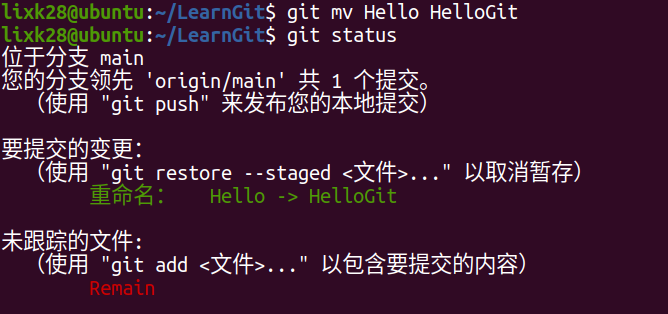 lixk28@ubuntu:~/LearnGit$ git mv Hello HelloGit
lixk28@ubuntu:~/LearnGit$ git status
位于分支 main
您的分支领先 'origin/main' 共 1 个提交。
（使用 "git push" 来发布您的本地提交）
要提交的变更：
（使用 "git restore --staged <文件>..." 以取消暂存）
重命名： Hello -> HelloGit
未跟踪的文件:
（使用 "git add <文件>..." 以包含要提交的内容）
Remain